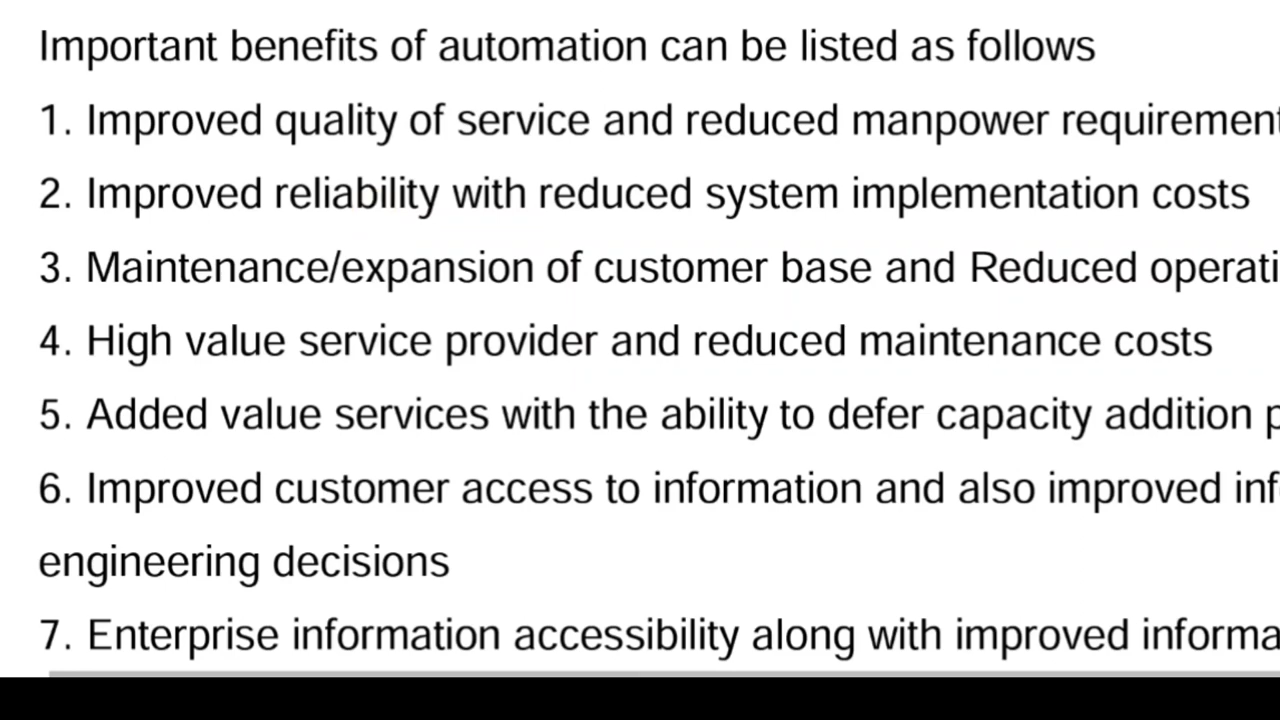 Important benefits of automation can be listed as follows
1. Improved quality of service and reduced manpower requirement
2. Improved reliability with reduced system implementation costs
3. Maintenance/expansion of customer base and Reduced operati
4. High value service provider and reduced maintenance costs
5. Added value services with the ability to defer capacity addition p
6. Improved customer access to information and also improved inf
engineering decisions
7. Enterprise information accessibility along with improved informa